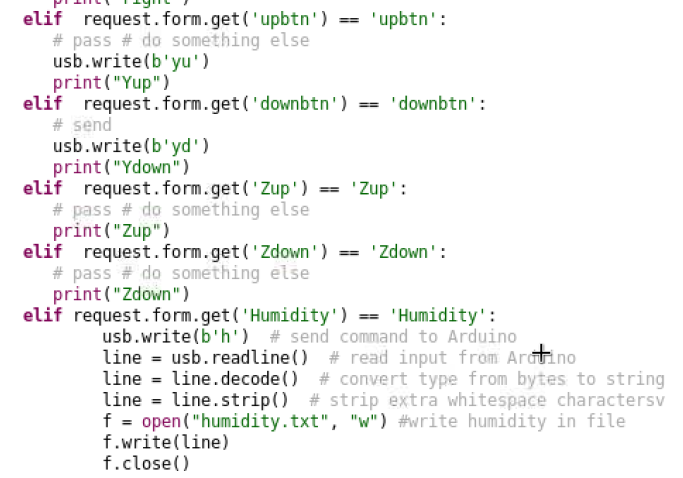 print("right")
elif  request.form.get('upbtn') == 'upbtn':
   # pass # do something else
   usb.write(b'yu')
   print("Yup")
elif  request.form.get('downbtn') == 'downbtn':
   # send
   usb.write(b'yd')
   print("Ydown")
elif  request.form.get('Zup') == 'Zup':
   # pass # do something else
   print("Zup")
elif  request.form.get('Zdown') == 'Zdown':
   # pass # do something else
   print("Zdown")
elif request.form.get('Humidity') == 'Humidity':
        usb.write(b'h')  # send command to Arduino
        line = usb.readline()  # read input from Arduino
        line = line.decode()  # convert type from bytes to string
        line = line.strip()  # strip extra whitespace charactersv
        f = open("humidity.txt", "w") #write humidity in file
        f.write(line)
        f.close()